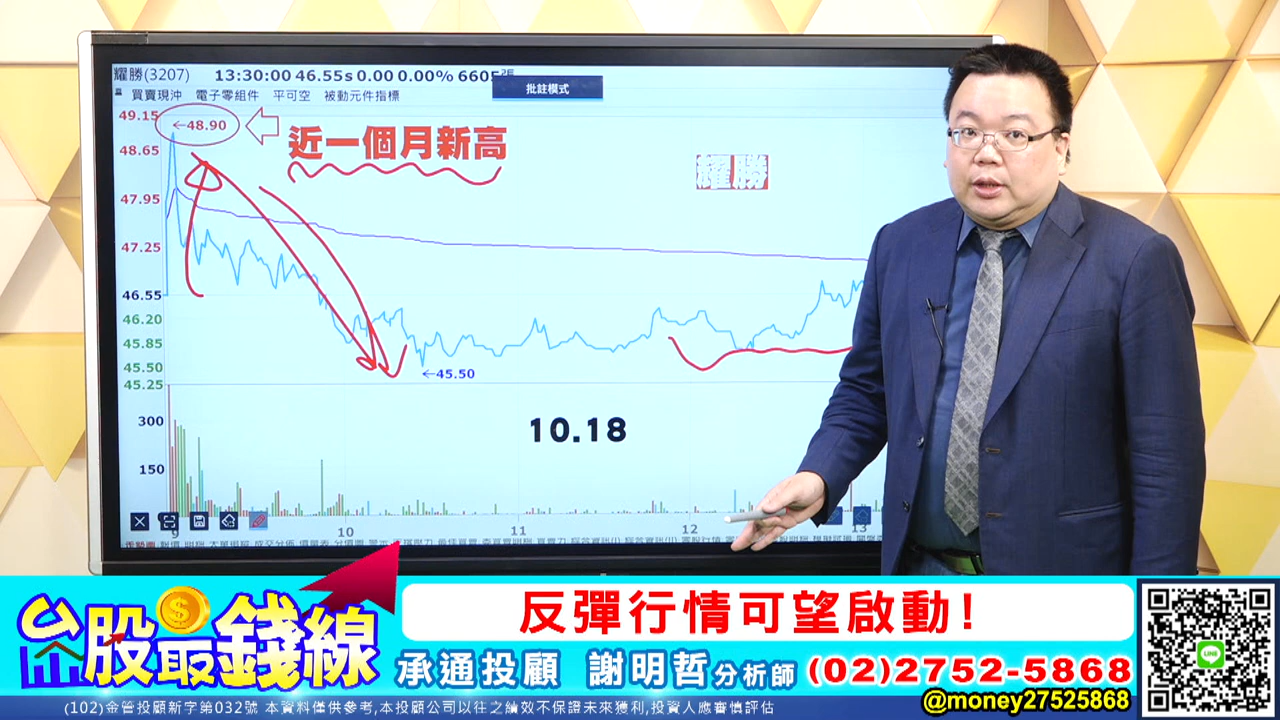 耀勝(3207) 13:30:00 46.55s 0.00 0.00% 6605
批註模式
買賣現沖 電子零組件 平可空 被動元件指標
49.15
←48.90
近一個月新高
48.65
耀勝
47.95
47.25
46.55
46.20
45.85
45.50
←45.50
45.25
10.18
300
150
9 10 11 12 13
台股最錢線
反彈行情可望啟動!
承通投顧 謝明哲分析師 (02)2752-5868
LINE
@money27525868
(102)金管投顧新字第032號 本資料僅供參考,本投顧公司以往之績效不保證未來獲利,投資人應審慎評估